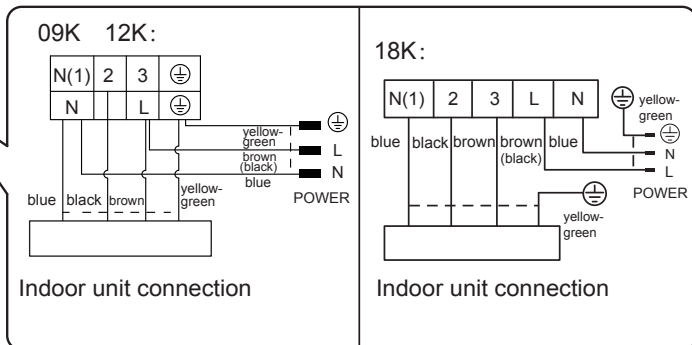 09K 12K:
N(1) 2 3 ⏚
N L ⏚
yellow-
green
⏚
brown
(black)
L
blue
N
POWER
blue black brown
yellow-
green
Indoor unit connection
18K:
N(1) 2 3 L N
⏚
yellow-
green
⏚
N
L
POWER
blue black brown brown
(black)
blue
⏚
yellow-
green
Indoor unit connection